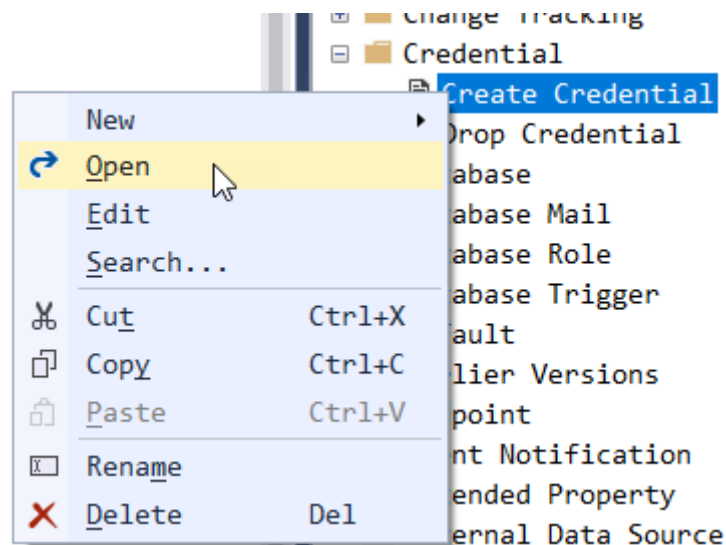 Change Tracking
Credential
Create Credential
Drop Credential
abase
abase Mail
abase Role
abase Trigger
ault
lier Versions
point
nt Notification
ended Property
ernal Data Source
New
Open
Edit
Search...
Cut Ctrl+X
Copy Ctrl+C
Paste Ctrl+V
Rename
Delete Del